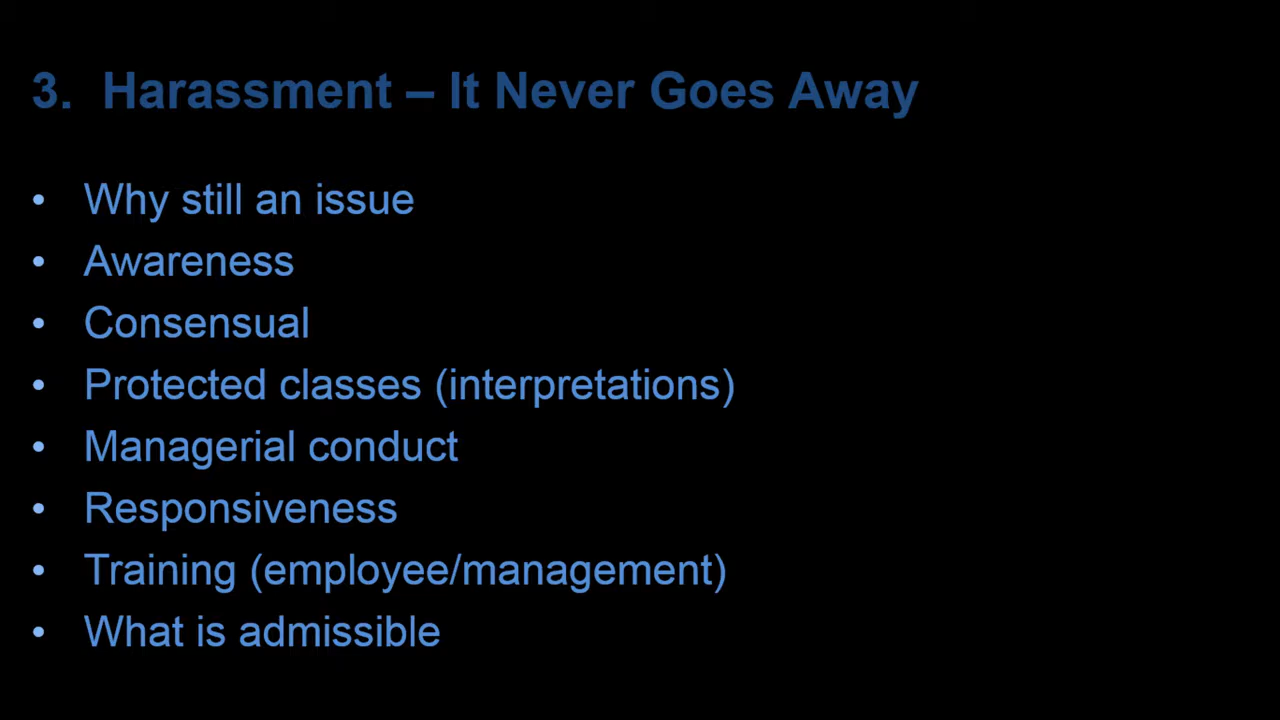 3. Harassment – It Never Goes Away
• Why still an issue
• Awareness
• Consensual
• Protected classes (interpretations)
• Managerial conduct
• Responsiveness
• Training (employee/management)
• What is admissible